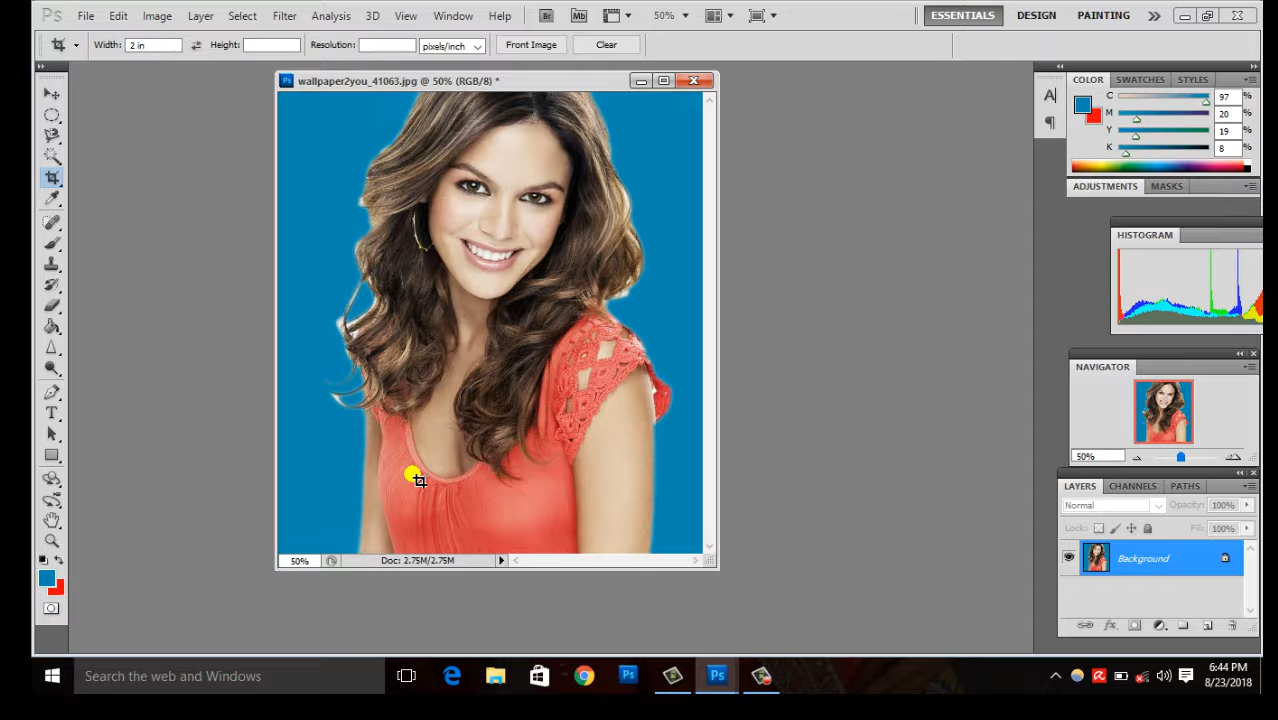 Ps File Edit Image Layer Select Filter Analysis 3D View Window Help Br Mb 50% ESSENTIALS DESIGN PAINTING
Width: 2 in Height: Resolution: pixels/inch Front Image Clear
wallpaper2you_41063.jpg @ 50% (RGB/8) *
COLOR SWATCHES STYLES
C 97 %
M 20 %
Y 19 %
K 8 %
ADJUSTMENTS MASKS
HISTOGRAM
NAVIGATOR
50%
LAYERS CHANNELS PATHS
Normal Opacity: 100%
Lock: Fill: 100%
Background
50% Doc: 2.75M/2.75M
Search the web and Windows
6:44 PM
8/23/2018